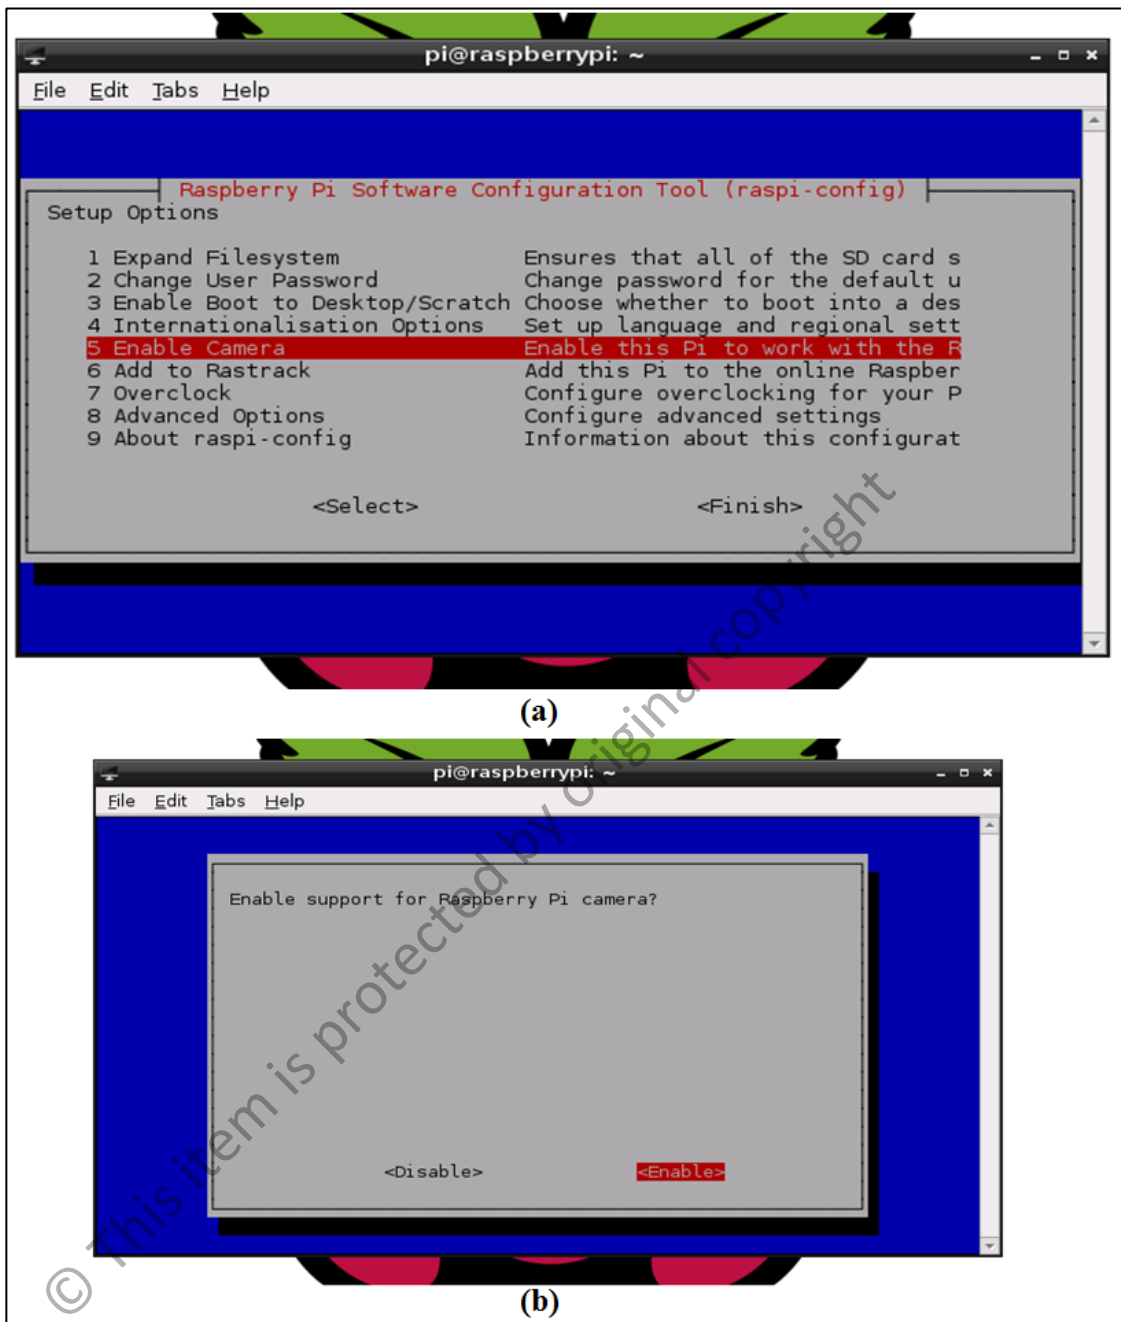 pi@raspberrypi: ~
File Edit Tabs Help
Raspberry Pi Software Configuration Tool (raspi-config)
Setup Options
1 Expand Filesystem Ensures that all of the SD card s
2 Change User Password Change password for the default u
3 Enable Boot to Desktop/Scratch Choose whether to boot into a des
4 Internationalisation Options Set up language and regional sett
5 Enable Camera Enable this Pi to work with the R
6 Add to Rastrack Add this Pi to the online Raspber
7 Overclock Configure overclocking for your P
8 Advanced Options Configure advanced settings
9 About raspi-config Information about this configurat
<Select> <Finish>
(a)
pi@raspberrypi: ~
File Edit Tabs Help
Enable support for Raspberry Pi camera?
<Disable> <Enable>
(b)
© This item is protected by original copyright